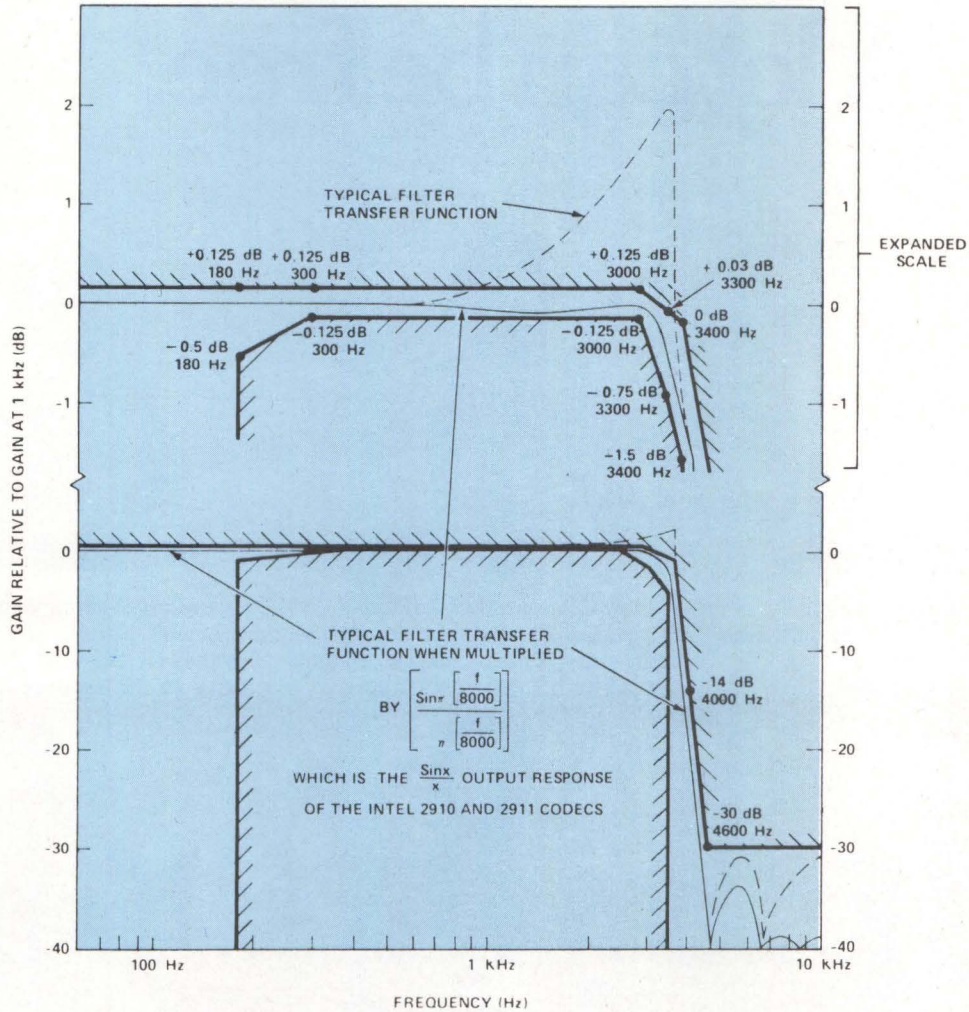 2
2
TYPICAL FILTER
TRANSFER FUNCTION
1
1
EXPANDED
SCALE
+0.125 dB
180 Hz
+0.125 dB
300 Hz
+0.125 dB
3000 Hz
+ 0.03 dB
3300 Hz
0
0
0 dB
3400 Hz
-0.5 dB
180 Hz
-0.125 dB
300 Hz
-0.125 dB
3000 Hz
- 0.75 dB
3300 Hz
-1
-1
-1.5 dB
3400 Hz
GAIN RELATIVE TO GAIN AT 1 kHz (dB)
0
0
TYPICAL FILTER TRANSFER
FUNCTION WHEN MULTIPLIED
BY [ Sinπ [ f / 8000 ] / π [ f / 8000 ] ]
WHICH IS THE Sinx / x OUTPUT RESPONSE
OF THE INTEL 2910 AND 2911 CODECS
-10
-10
-14 dB
4000 Hz
-20
-20
-30 dB
4600 Hz
-30
-30
-40
-40
100 Hz
1 kHz
10 kHz
FREQUENCY (Hz)